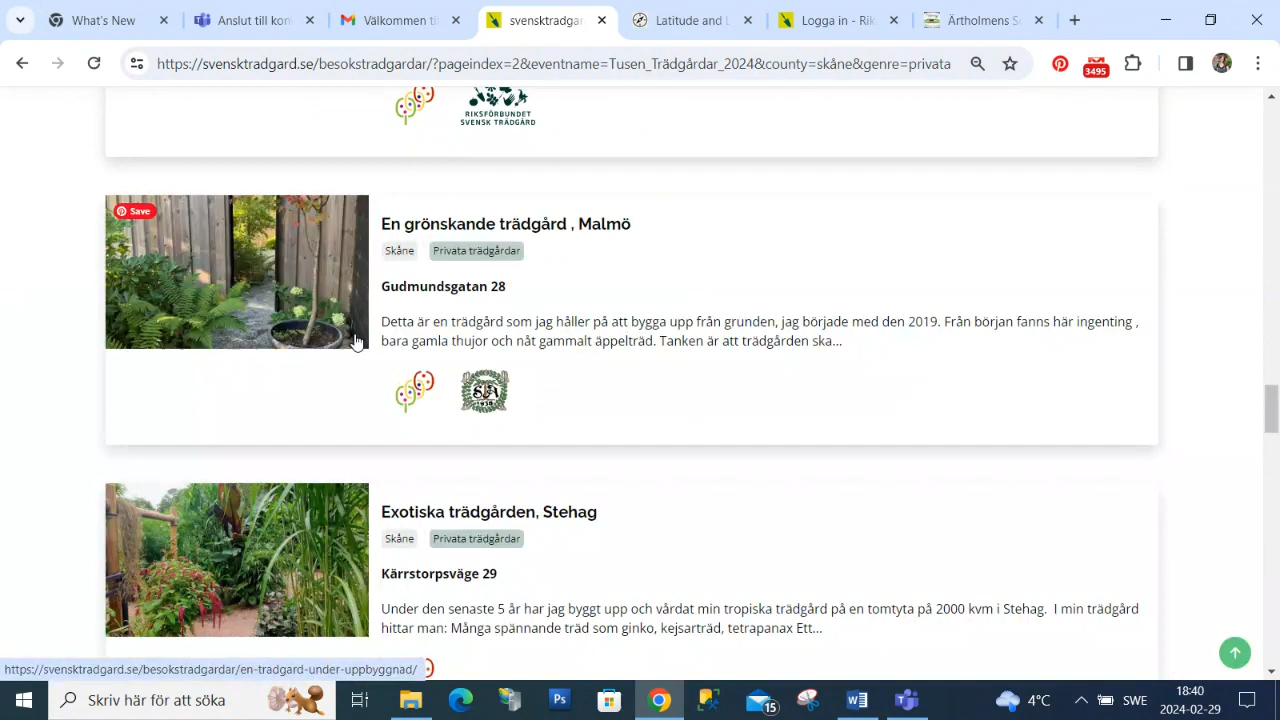 What's New
Anslut till kon
Välkommen ti
svensktradgar
Latitude and L
Logga in - Rik
Ärtholmens S
https://svensktradgard.se/besokstradgardar/?pageindex=2&eventname=Tusen_Trädgårdar_2024&county=skåne&genre=privata
3495
RIKSFÖRBUNDET
SVENSK TRÄDGÅRD
Save
En grönskande trädgård , Malmö
Skåne Privata trädgårdar
Gudmundsgatan 28
Detta är en trädgård som jag håller på att bygga upp från grunden, jag började med den 2019. Från början fanns här ingenting ,
bara gamla thujor och nåt gammalt äppelträd. Tanken är att trädgården ska...
Exotiska trädgården, Stehag
Skåne Privata trädgårdar
Kärrstorpsväge 29
Under den senaste 5 år har jag byggt upp och vårdat min tropiska trädgård på en tomtyta på 2000 kvm i Stehag. I min trädgård
hittar man: Många spännande träd som ginko, kejsarträd, tetrapanax Ett...
https://svensktradgard.se/besokstradgardar/en-tradgard-under-uppbyggnad/
Skriv här för att söka
Ps
15
4°C
SWE
18:40
2024-02-29